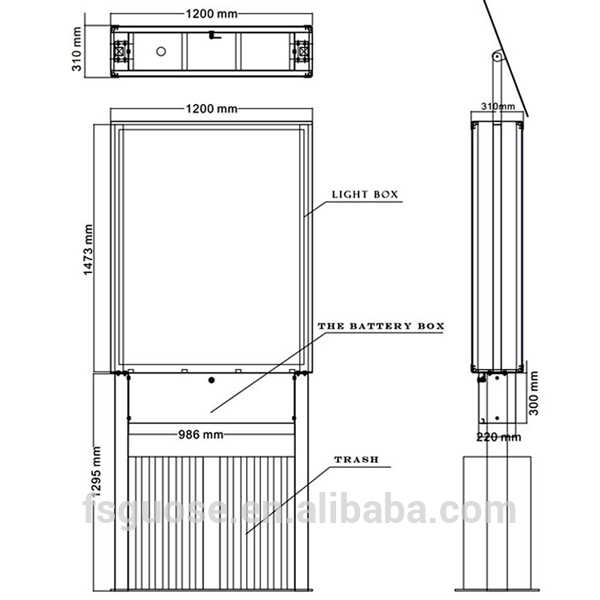 1200 mm
310 mm
1200 mm
310mm
1473 mm
LIGHT BOX
THE BATTERY BOX
300 mm
986 mm
220 mm
1295 mm
TRASH
fsguose.en.alibaba.com